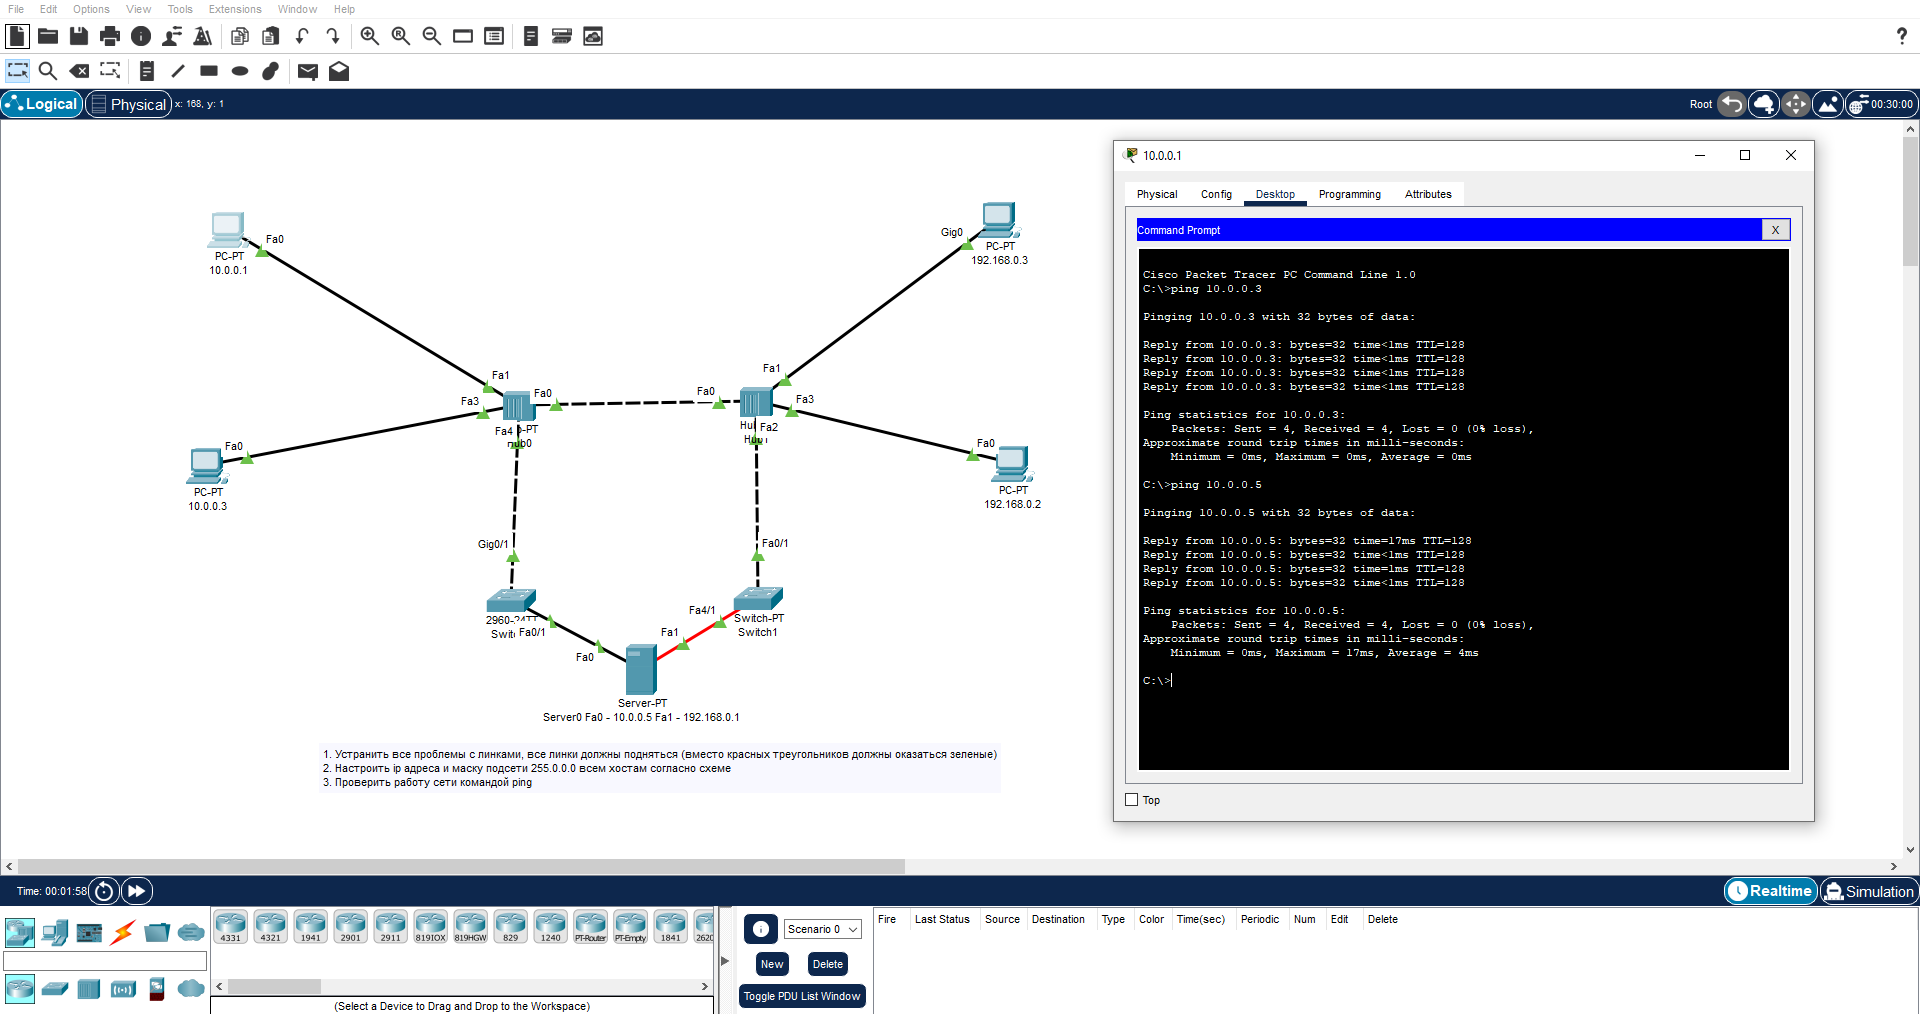 File Edit Options View Tools Extensions Window Help
?
Logical Physical x: 168, y: 1
Root 00:30:00
PC-PT
10.0.0.1
Fa0
Gig0
PC-PT
192.168.0.3
Fa1
Fa3
Fa0
Fa0
Fa1
Fa3
Fa4
Hub0
Fa2
Fa0
PC-PT
10.0.0.3
Fa0
PC-PT
192.168.0.2
Gig0/1
Fa0/1
Fa0/1
Fa4/1
Switch-PT
Switch1
Fa0
Fa1
Server-PT
Server0 Fa0 - 10.0.0.5 Fa1 - 192.168.0.1
1. Устранить все проблемы с линками, все линки должны подняться (вместо красных треугольников должны оказаться зеленые)
2. Настроить ip адреса и маску подсети 255.0.0.0 всем хостам согласно схеме
3. Проверить работу сети командой ping
10.0.0.1
Physical Config Desktop Programming Attributes
Command Prompt X
Cisco Packet Tracer PC Command Line 1.0
C:\>ping 10.0.0.3
Pinging 10.0.0.3 with 32 bytes of data:
Reply from 10.0.0.3: bytes=32 time<1ms TTL=128
Reply from 10.0.0.3: bytes=32 time<1ms TTL=128
Reply from 10.0.0.3: bytes=32 time<1ms TTL=128
Reply from 10.0.0.3: bytes=32 time<1ms TTL=128
Ping statistics for 10.0.0.3:
Packets: Sent = 4, Received = 4, Lost = 0 (0% loss),
Approximate round trip times in milli-seconds:
Minimum = 0ms, Maximum = 0ms, Average = 0ms
C:\>ping 10.0.0.5
Pinging 10.0.0.5 with 32 bytes of data:
Reply from 10.0.0.5: bytes=32 time=17ms TTL=128
Reply from 10.0.0.5: bytes=32 time<1ms TTL=128
Reply from 10.0.0.5: bytes=32 time=1ms TTL=128
Reply from 10.0.0.5: bytes=32 time<1ms TTL=128
Ping statistics for 10.0.0.5:
Packets: Sent = 4, Received = 4, Lost = 0 (0% loss),
Approximate round trip times in milli-seconds:
Minimum = 0ms, Maximum = 17ms, Average = 4ms
C:\>
Top
Time: 00:01:58
Realtime Simulation
4331 4321 1941 2901 2911 819IOX 819HGW 829 1240 PT-Router PT-Empty 1841 2620
(Select a Device to Drag and Drop to the Workspace)
Scenario 0
New Delete
Toggle PDU List Window
Fire Last Status Source Destination Type Color Time(sec) Periodic Num Edit Delete